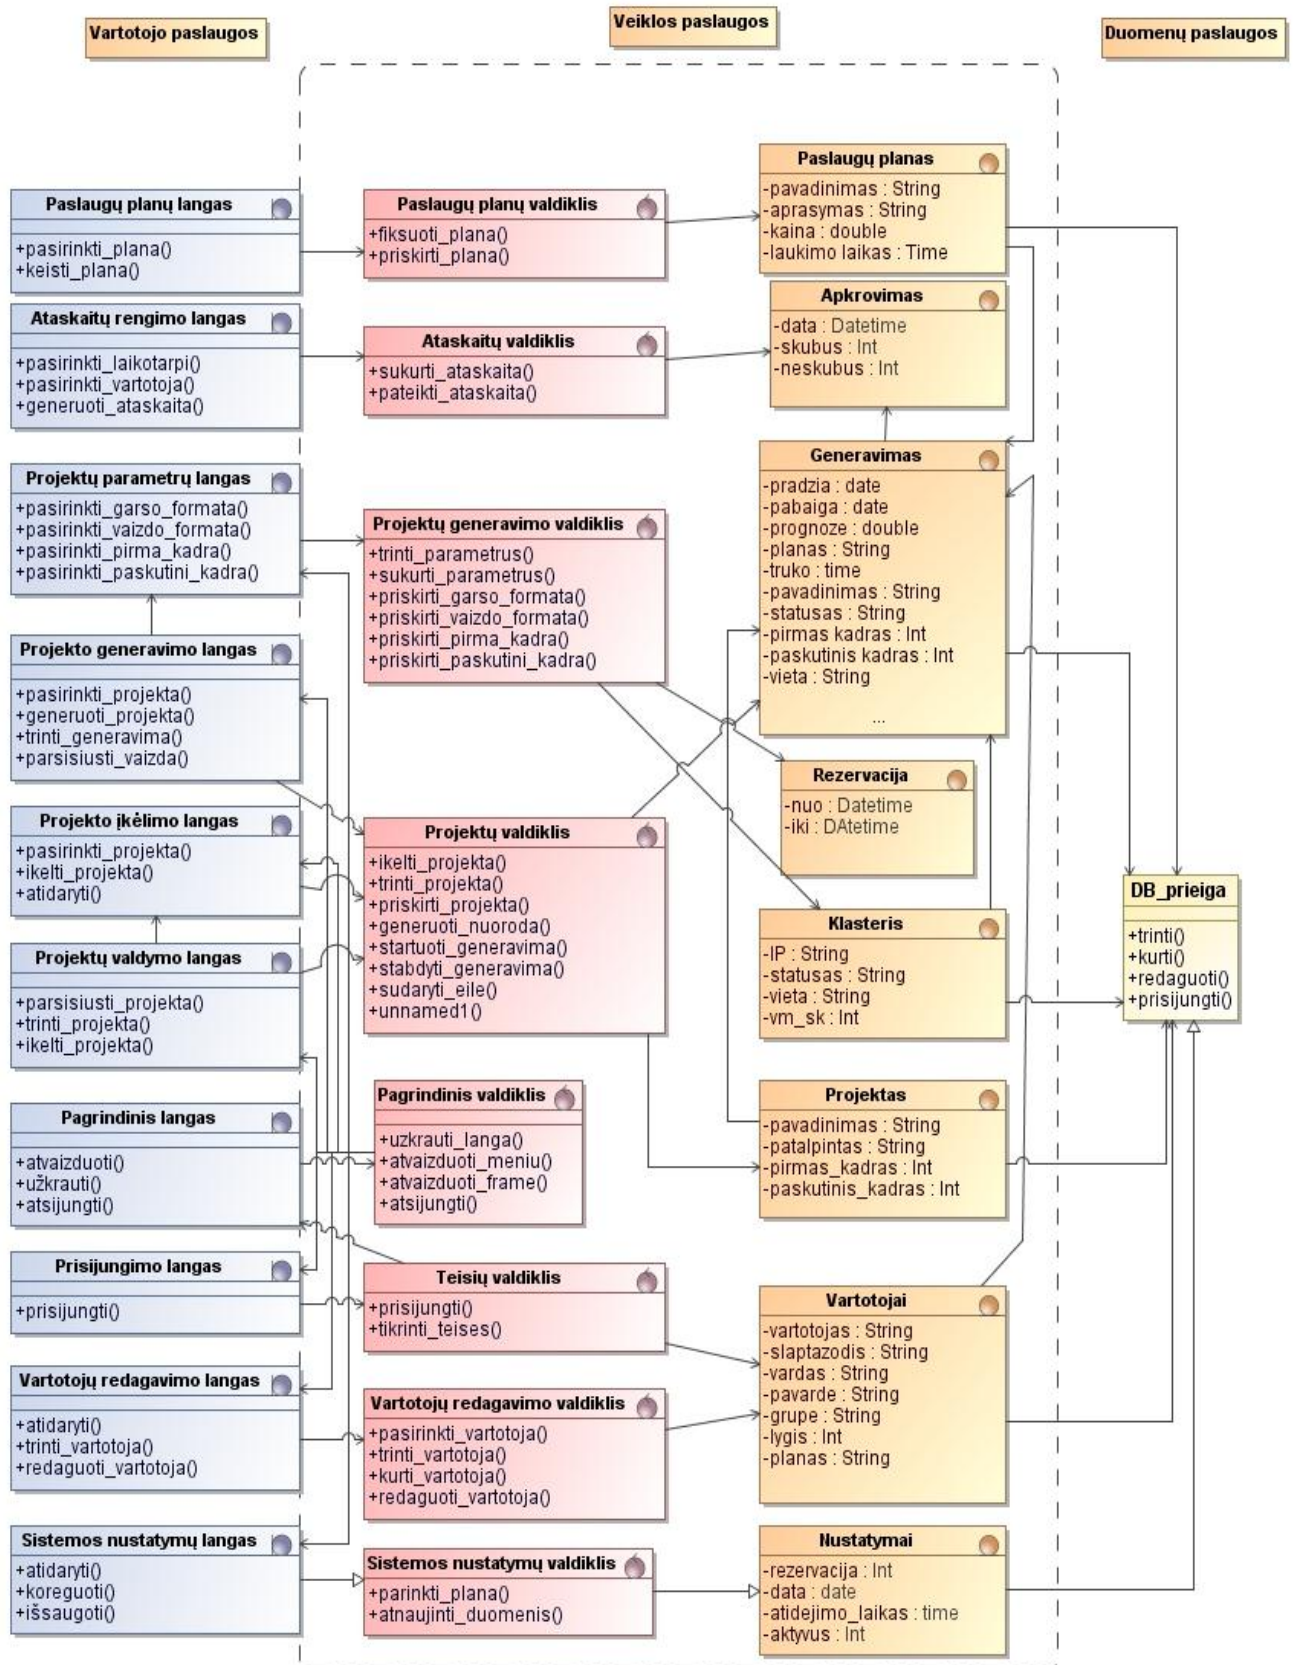 Vartotojo paslaugos
Veiklos paslaugos
Duomenų paslaugos
Paslaugų planų langas
+pasirinkti_plana()
+keisti_plana()
Ataskaitų rengimo langas
+pasirinkti_laikotarpi()
+pasirinkti_vartotoja()
+generuoti_ataskaita()
Projektų parametrų langas
+pasirinkti_garso_formata()
+pasirinkti_vaizdo_formata()
+pasirinkti_pirma_kadra()
+pasirinkti_paskutini_kadra()
Projekto generavimo langas
+pasirinkti_projekta()
+generuoti_projekta()
+trinti_generavima()
+parsisiusti_vaizda()
Projekto įkėlimo langas
+pasirinkti_projekta()
+ikelti_projekta()
+atidaryti()
Projektų valdymo langas
+parsisiusti_projekta()
+trinti_projekta()
+ikelti_projekta()
Pagrindinis langas
+atvaizduoti()
+užkrauti()
+atsijungti()
Prisijungimo langas
+prisijungti()
Vartotojų redagavimo langas
+atidaryti()
+trinti_vartotoja()
+redaguoti_vartotoja()
Sistemos nustatymų langas
+atidaryti()
+koreguoti()
+išsaugoti()
Paslaugų planų valdiklis
+fiksuoti_plana()
+priskirti_plana()
Ataskaitų valdiklis
+sukurti_ataskaita()
+pateikti_ataskaita()
Projektų generavimo valdiklis
+trinti_parametrus()
+sukurti_parametrus()
+priskirti_garso_formata()
+priskirti_vaizdo_formata()
+priskirti_pirma_kadra()
+priskirti_paskutini_kadra()
Projektų valdiklis
+ikelti_projekta()
+trinti_projekta()
+priskirti_projekta()
+generuoti_nuoroda()
+startuoti_generavima()
+stabdyti_generavima()
+sudaryti_eile()
+unnamed1()
Pagrindinis valdiklis
+uzkrauti_langa()
+atvaizduoti_meniu()
+atvaizduoti_frame()
+atsijungti()
Teisių valdiklis
+prisijungti()
+tikrinti_teises()
Vartotojų redagavimo valdiklis
+pasirinkti_vartotoja()
+trinti_vartotoja()
+kurti_vartotoja()
+redaguoti_vartotoja()
Sistemos nustatymų valdiklis
+parinkti_plana()
+atnaujinti_duomenis()
Paslaugų planas
-pavadinimas : String
-aprasymas : String
-kaina : double
-laukimo laikas : Time
Apkrovimas
-data : Datetime
-skubus : Int
-neskubus : Int
Generavimas
-pradzia : date
-pabaiga : date
-prognoze : double
-planas : String
-truko : time
-pavadinimas : String
-statusas : String
-pirmas kadras : Int
-paskutinis kadras : Int
-vieta : String
...
Rezervacija
-nuo : Datetime
-iki : DAtetime
Klasteris
-IP : String
-statusas : String
-vieta : String
-vm_sk : Int
Projektas
-pavadinimas : String
-patalpintas : String
-pirmas_kadras : Int
-paskutinis_kadras : Int
Vartotojai
-vartotojas : String
-slaptazodis : String
-vardas : String
-pavarde : String
-grupe : String
-lygis : Int
-planas : String
Nustatymai
-rezervacija : Int
-data : date
-atidejimo_laikas : time
-aktyvus : Int
DB_prieiga
+trinti()
+kurti()
+redaguoti()
+prisijungti()